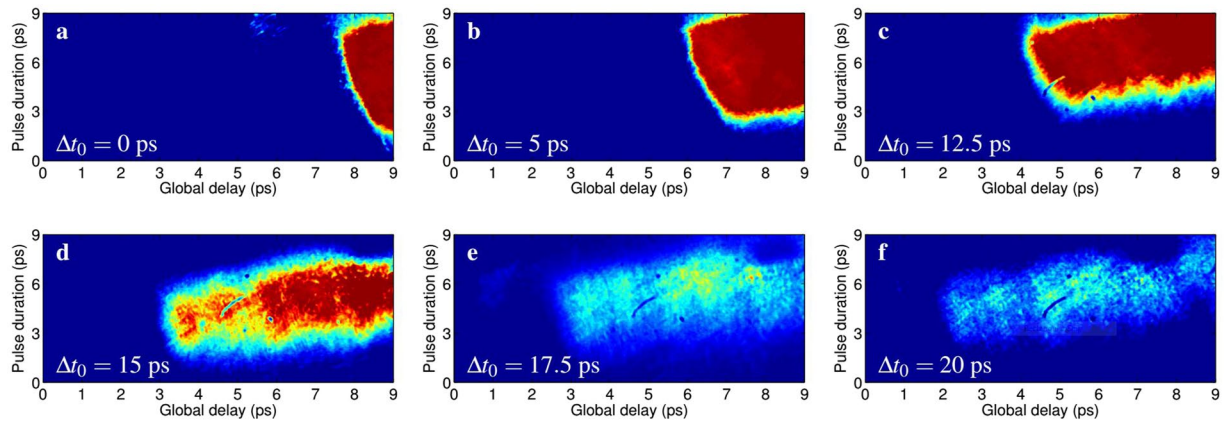 Pulse duration (ps)
9
6
3
0
a
Δt0 = 0 ps
0 1 2 3 4 5 6 7 8 9
Global delay (ps)
Pulse duration (ps)
9
6
3
0
b
Δt0 = 5 ps
0 1 2 3 4 5 6 7 8 9
Global delay (ps)
Pulse duration (ps)
9
6
3
0
c
Δt0 = 12.5 ps
0 1 2 3 4 5 6 7 8 9
Global delay (ps)
Pulse duration (ps)
9
6
3
0
d
Δt0 = 15 ps
0 1 2 3 4 5 6 7 8 9
Global delay (ps)
Pulse duration (ps)
9
6
3
0
e
Δt0 = 17.5 ps
0 1 2 3 4 5 6 7 8 9
Global delay (ps)
Pulse duration (ps)
9
6
3
0
f
Δt0 = 20 ps
0 1 2 3 4 5 6 7 8 9
Global delay (ps)